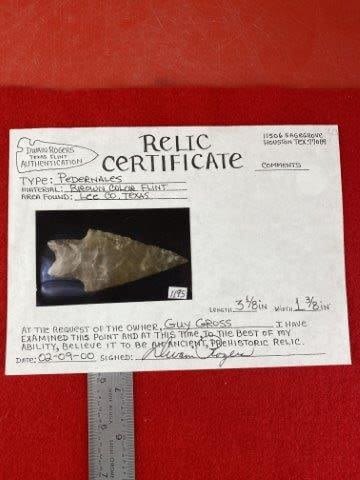 Dwain Rogers
Texas Flint
Authentication
Relic
Certificate
11506 Sagegrove
Houston Tex 77089
Comments
Type: Pedernales
Material: Brown Color Flint
Area Found: Lee Co. Texas
1195
Length 3 1/8 in Width 1 3/8 in
At the request of the owner, Guy Gross I have
examined this point and at this time, to the best of my
ability, believe it to be an ancient, prehistoric relic.
Date: 02-09-00 Signed: Dwain Rogers